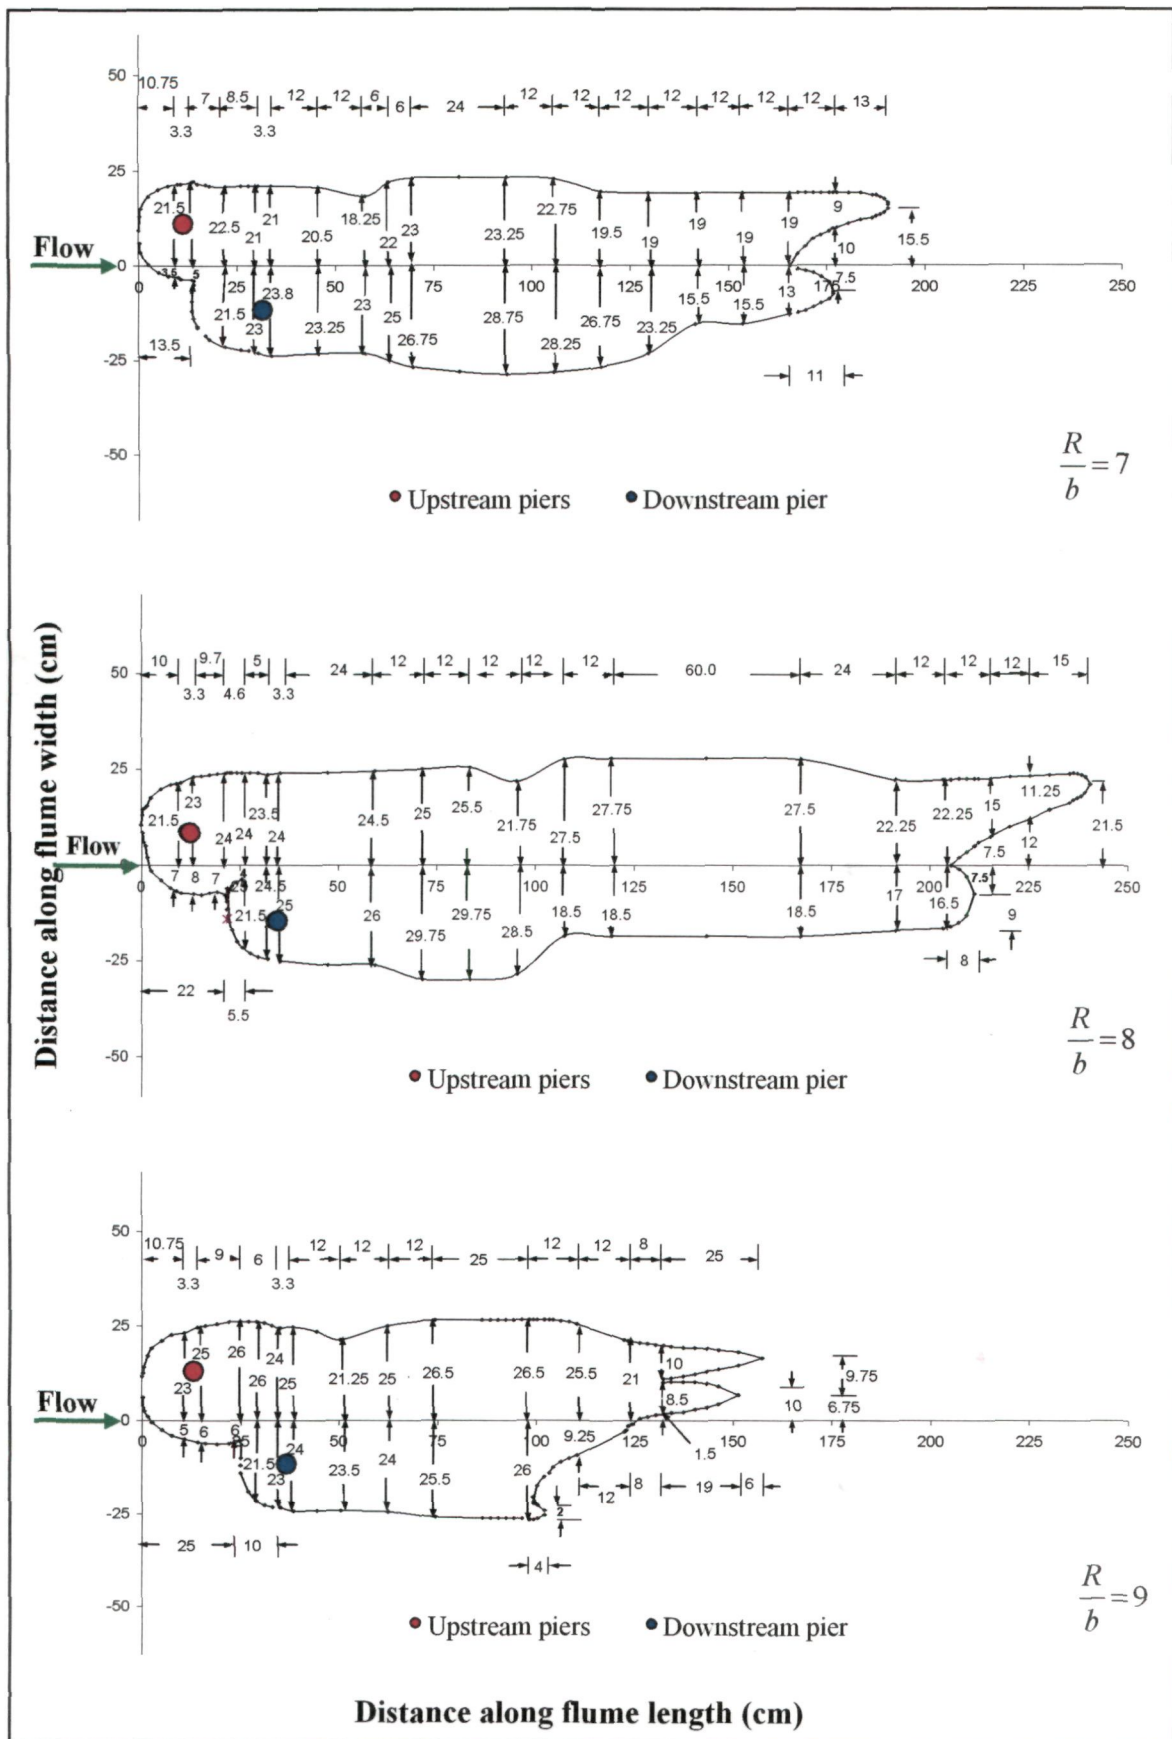 50
10.75 7 8.5 12 12 6 24 12 12 12 12 12 12 12 13
3.3 3.3 6
25
21.5 22.5 21 21 20.5 18.25 22 23 23.25 22.75 19.5 19 19 19 19 9 10 15.5
Flow
0
3.5 5 25 50 75 100 125 150 175 200 225 250
21.5 23 23.8 23.25 23 25 26.75 28.75 28.25 26.75 23.25 15.5 15.5 13 7.5
13.5
-25
11
-50
R/b=7
Upstream piers Downstream pier
Distance along flume width (cm)
50
10 9.7 5 24 12 12 12 12 12 60.0 24 12 12 12 15
3.3 4.6 3.3
25
21.5 23 24 24 23.5 24 24.5 25 25.5 21.75 27.5 27.75 27.5 22.25 22.25 15 11.25 21.5
Flow
0
7.5 12
7 8 7 4
0 25 24.5 50 75 100 125 150 175 200 7.5 225 250
21.5 25 26 29.75 29.75 28.5 18.5 18.5 18.5 17 16.5 9
-25
22 8
5.5
-50
R/b=8
Upstream piers Downstream pier
50
10.75 9 6 12 12 12 25 12 12 8 25
3.3 3.3
25
23 25 26 26 24 25 21.25 25 26.5 26.5 25.5 21 10 8.5 10 9.75 6.75
Flow
0
5 6 6
0 25 50 75 100 125 150 175 200 225 250
21.5 23 24 23.5 24 25.5 26 9.25 1.5
12 8 19 6
-25
2
25 10 4
-50
R/b=9
Upstream piers Downstream pier
Distance along flume length (cm)